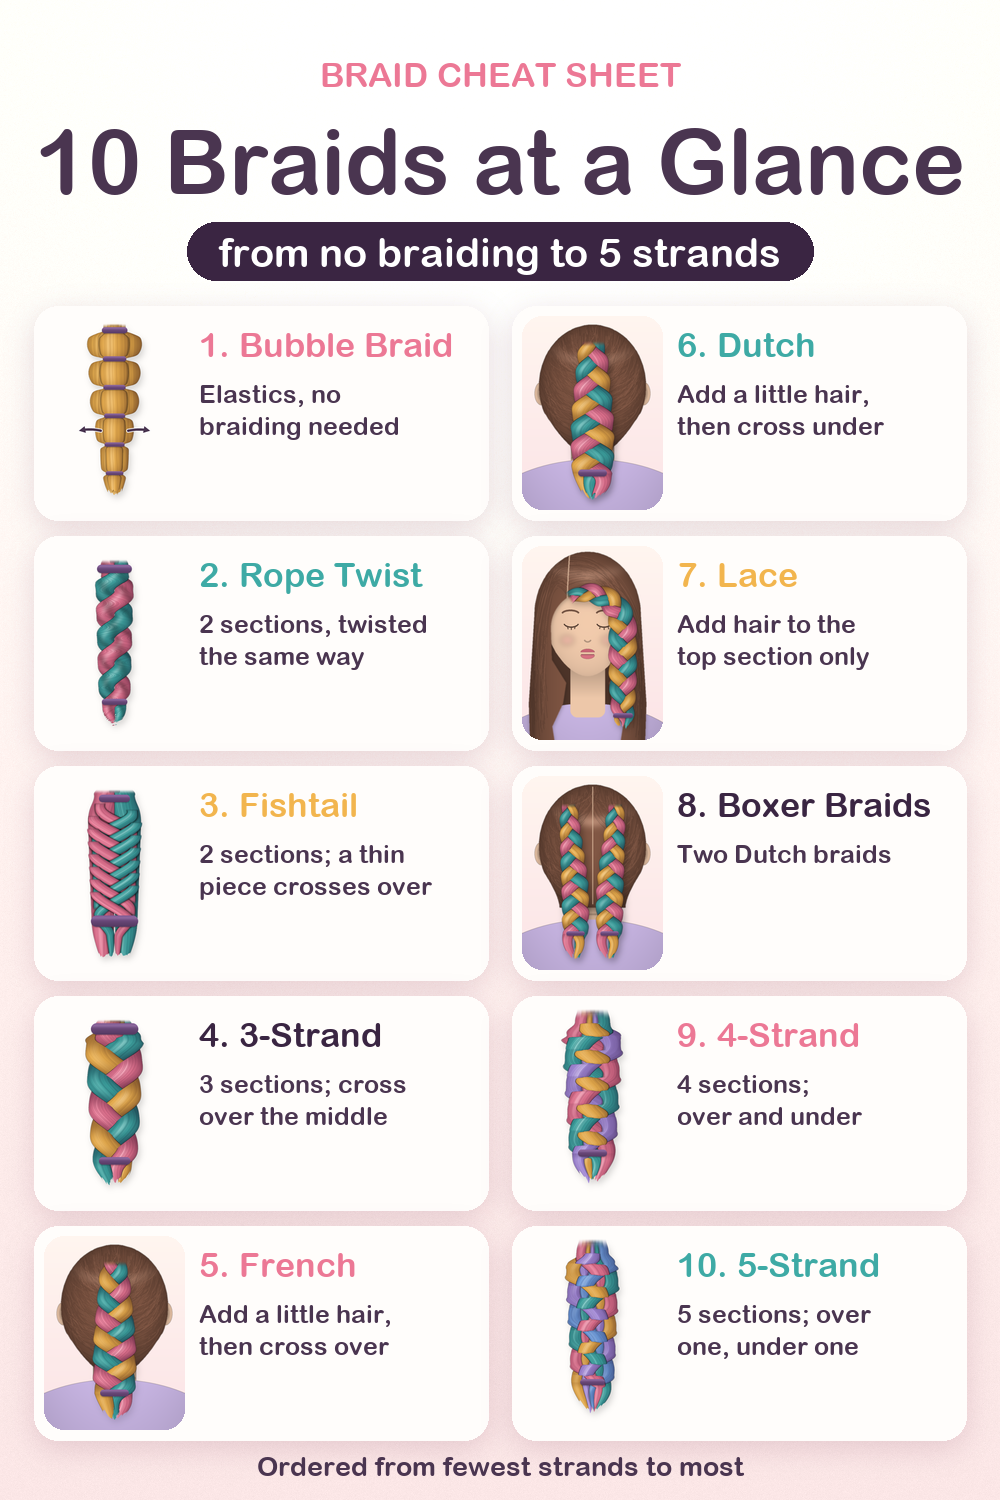 BRAID CHEAT SHEET
10 Braids at a Glance
from no braiding to 5 strands
1. Bubble Braid
Elastics, no
braiding needed
2. Rope Twist
2 sections, twisted
the same way
3. Fishtail
2 sections; a thin
piece crosses over
4. 3-Strand
3 sections; cross
over the middle
5. French
Add a little hair,
then cross over
6. Dutch
Add a little hair,
then cross under
7. Lace
Add hair to the
top section only
8. Boxer Braids
Two Dutch braids
9. 4-Strand
4 sections;
over and under
10. 5-Strand
5 sections; over
one, under one
Ordered from fewest strands to most